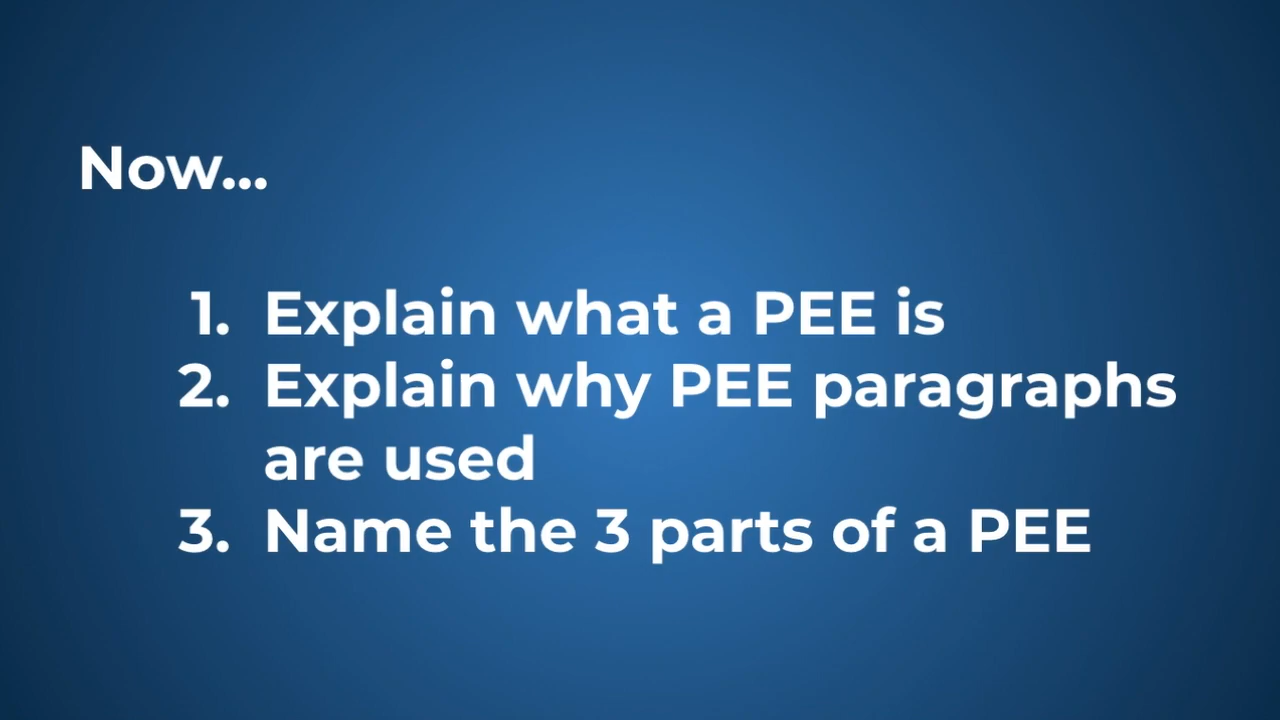 Now...
1. Explain what a PEE is
2. Explain why PEE paragraphs
are used
3. Name the 3 parts of a PEE